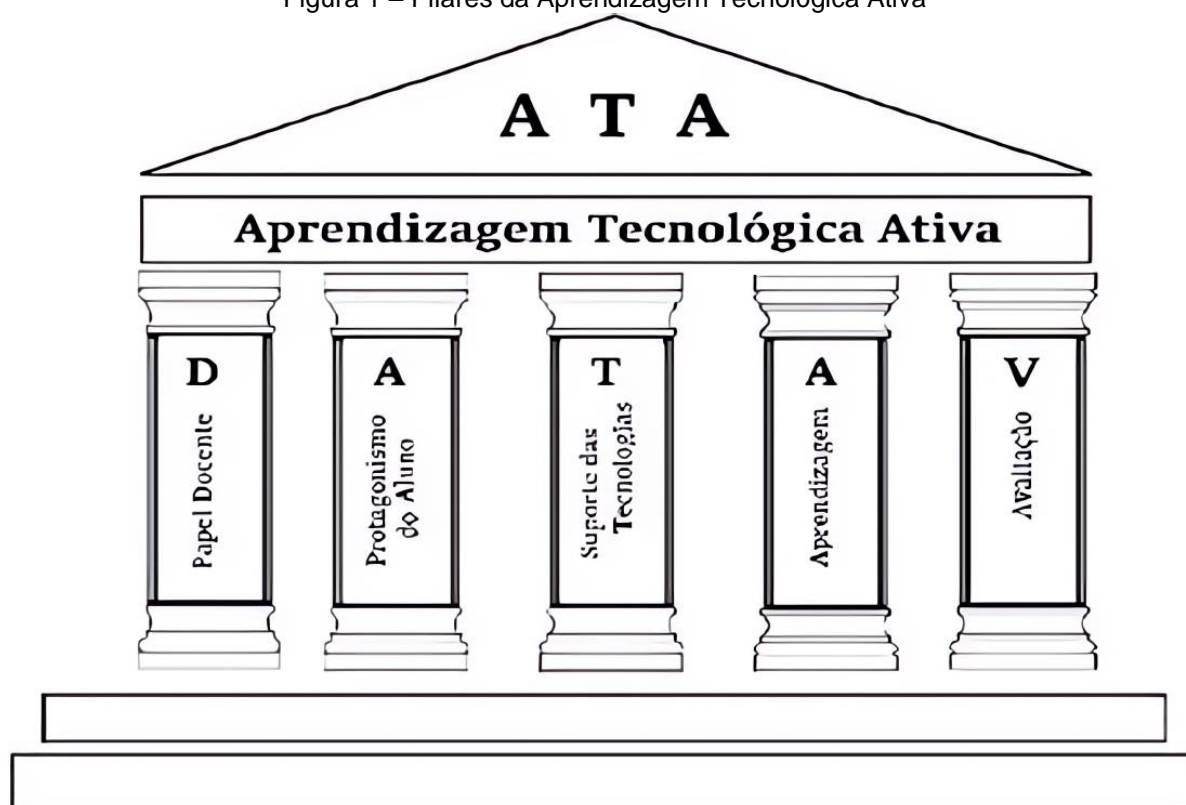 Figura 1 – Pilares da Aprendizagem Tecnológica Ativa
A T A
Aprendizagem Tecnológica Ativa
D
Papel Docente
A
Protagonismo
do Aluno
T
Suporte das
Tecnologias
A
Aprendizagem
V
Avaliação